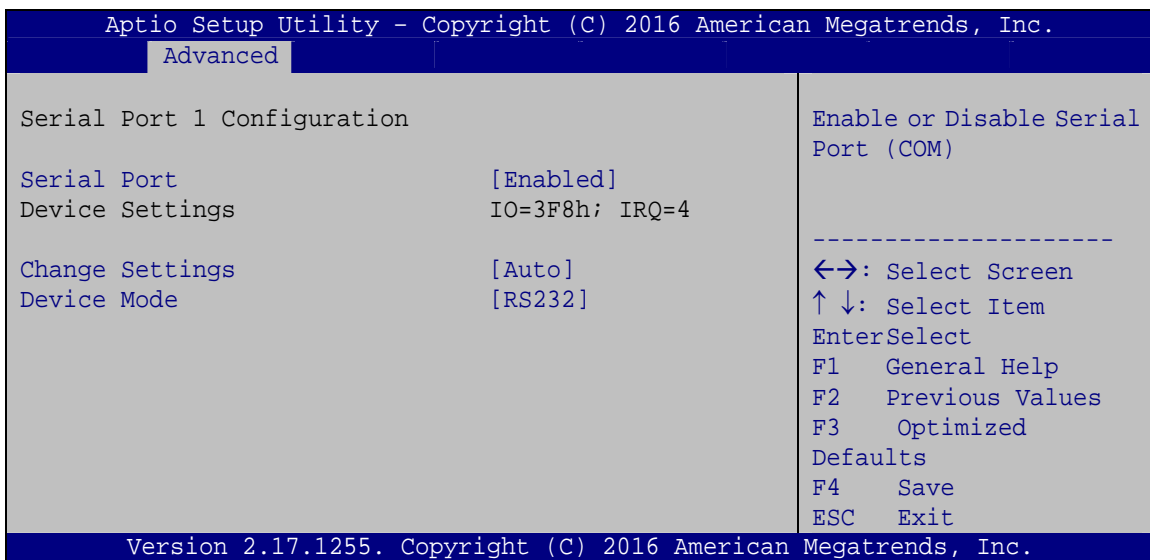 Aptio Setup Utility – Copyright (C) 2016 American Megatrends, Inc.
Advanced
Serial Port 1 Configuration
Serial Port [Enabled]
Device Settings IO=3F8h; IRQ=4
Change Settings [Auto]
Device Mode [RS232]
Enable or Disable Serial
Port (COM)
---------------------
←→: Select Screen
↑ ↓: Select Item
EnterSelect
F1 General Help
F2 Previous Values
F3 Optimized
Defaults
F4 Save
ESC Exit
Version 2.17.1255. Copyright (C) 2016 American Megatrends, Inc.